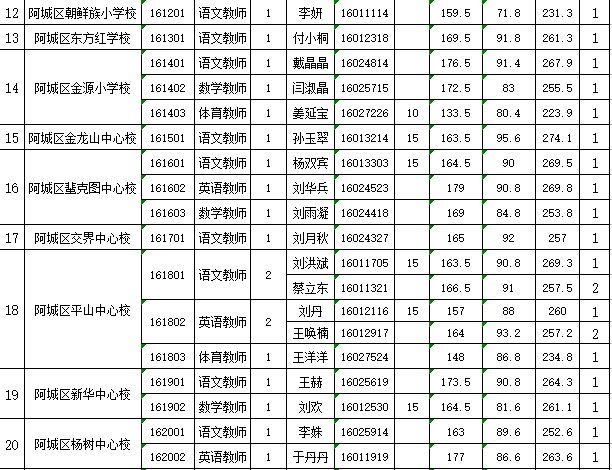 12 阿城区朝鲜族小学校 161201 语文教师 1 李妍 16011114 159.5 71.8 231.3 1
13 阿城区东方红学校 161301 语文教师 1 付小桐 16012318 169.5 91.8 261.3 1
14 阿城区金源小学校 161401 语文教师 1 戴晶晶 16024814 176.5 91.4 267.9 1
161402 数学教师 1 闫淑晶 16025715 172.5 83 255.5 1
161403 体育教师 1 姜延宝 16027226 10 133.5 80.4 223.9 1
15 阿城区金龙山中心校 161501 语文教师 1 孙玉翠 16013214 15 163.5 95.6 274.1 1
16 阿城区蜚克图中心校 161601 语文教师 1 杨双宾 16013303 15 164.5 90 269.5 1
161602 英语教师 1 刘华兵 16024523 179 90.8 269.8 1
161603 数学教师 1 刘雨凝 16024418 169 84.8 253.8 1
17 阿城区交界中心校 161701 语文教师 1 刘月秋 16024327 165 92 257 1
18 阿城区平山中心校 161801 语文教师 2 刘洪斌 16011705 15 163.5 90.8 269.3 1
蔡立东 16011321 166.5 91 257.5 2
161802 英语教师 2 刘丹 16012116 15 157 88 260 1
王唤楠 16012917 164 93.2 257.2 2
161803 体育教师 1 王洋洋 16027524 148 86.8 234.8 1
19 阿城区新华中心校 161901 语文教师 1 王赫 16025619 173.5 90.8 264.3 1
161902 数学教师 1 刘欢 16012530 15 164.5 81.6 261.1 1
20 阿城区杨树中心校 162001 语文教师 1 李姝 16025914 163 89.6 252.6 1
162002 英语教师 1 于丹丹 16011919 177 86.6 263.6 1